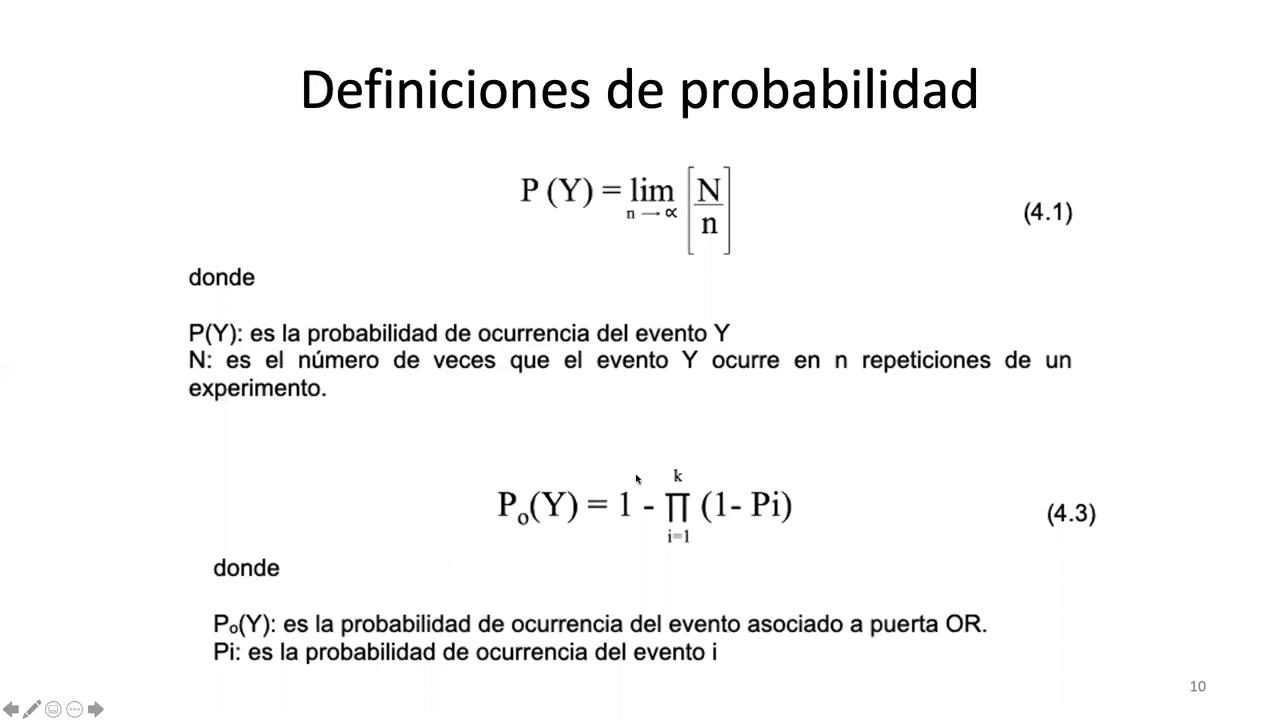 Definiciones de probabilidad
P (Y) = lim n → ∝ [N/n]
(4.1)
donde
P(Y): es la probabilidad de ocurrencia del evento Y
N: es el número de veces que el evento Y ocurre en n repeticiones de un
experimento.
Pₒ(Y) = 1 - ∏ i=1 k (1- Pi)
(4.3)
donde
Pₒ(Y): es la probabilidad de ocurrencia del evento asociado a puerta OR.
Pi: es la probabilidad de ocurrencia del evento i
10